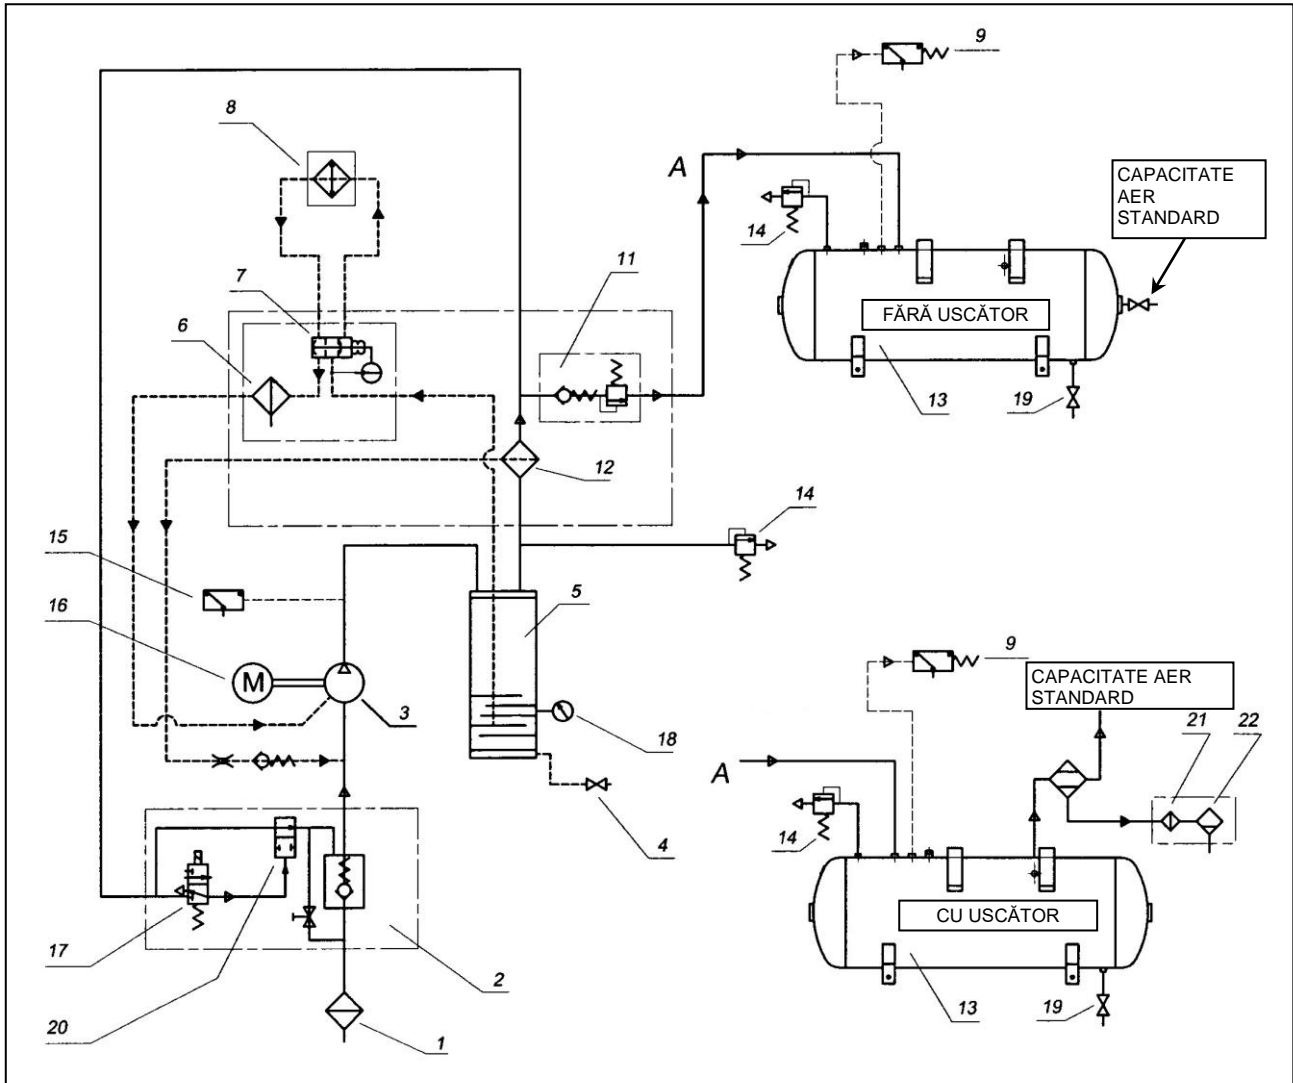 9
8
A
CAPACITATE
AER
STANDARD
14
7
11
6
FĂRĂ USCĂTOR
13
19
12
14
15
5
16
M
9
CAPACITATE AER
STANDARD
3
18
21
22
A
14
4
CU USCĂTOR
17
2
13
19
20
1